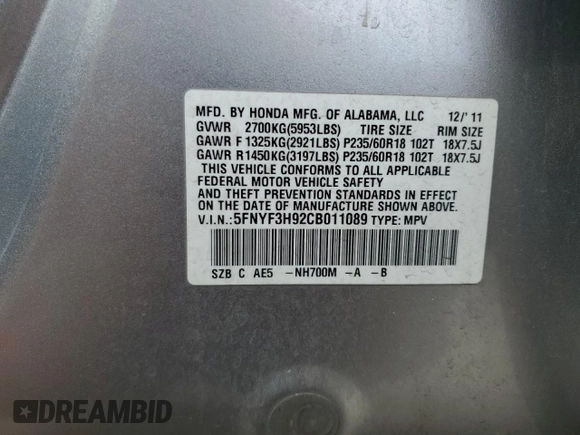 MFD. BY HONDA MFG. OF ALABAMA, LLC 12/'11
GVWR 2700KG(5953LBS) TIRE SIZE RIM SIZE
GAWR F 1325KG(2921LBS) P235/60R18 102T 18X7.5J
GAWR R1450KG(3197LBS) P235/60R18 102T 18X7.5J
THIS VEHICLE CONFORMS TO ALL APPLICABLE
FEDERAL MOTOR VEHICLE SAFETY
AND THEFT PREVENTION STANDARDS IN EFFECT
ON THE DATE OF MANUFACTURE SHOWN ABOVE.
V.I.N.:5FNYF3H92CB011089 TYPE: MPV
SZB C AE5 -NH700M -A -B
DREAMBID